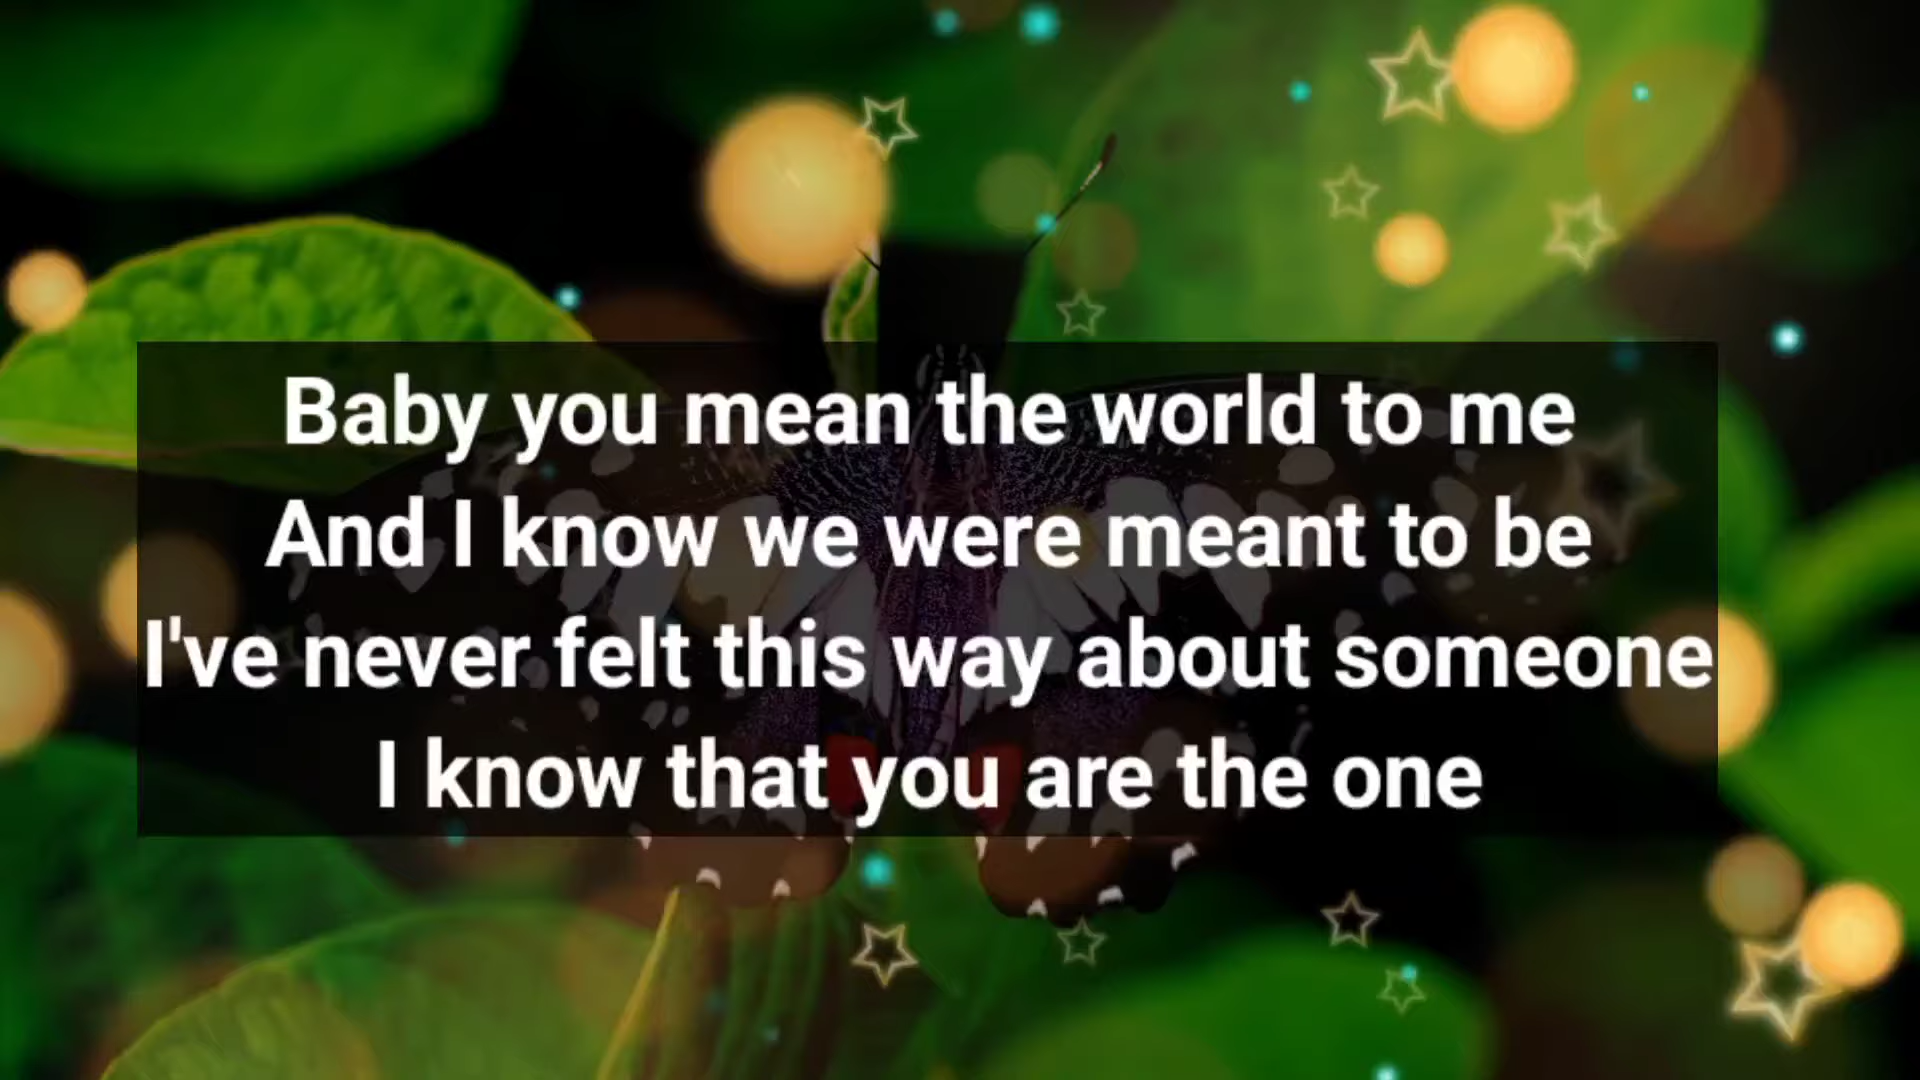 Baby you mean the world to me
And I know we were meant to be
I've never felt this way about someone
I know that you are the one